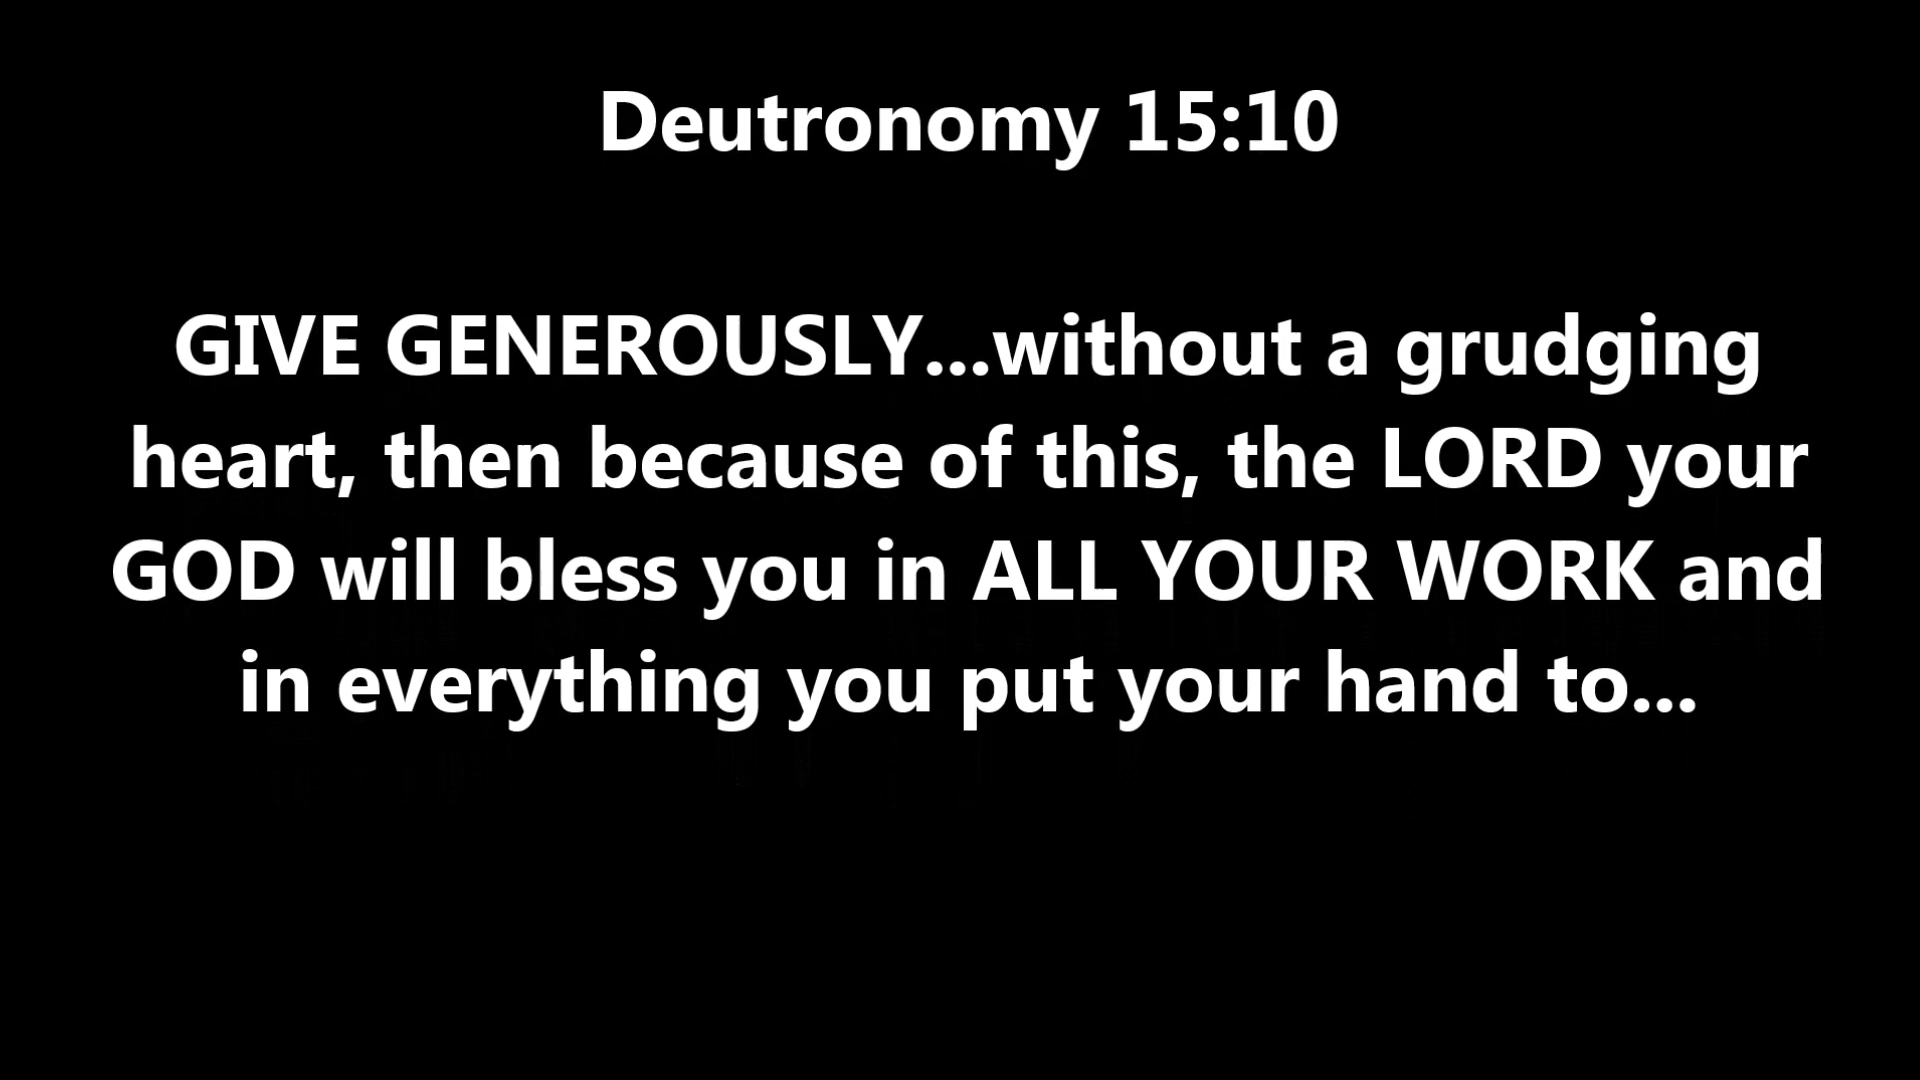 Deutronomy 15:10
GIVE GENEROUSLY...without a grudging
heart, then because of this, the LORD your
GOD will bless you in ALL YOUR WORK and
in everything you put your hand to...